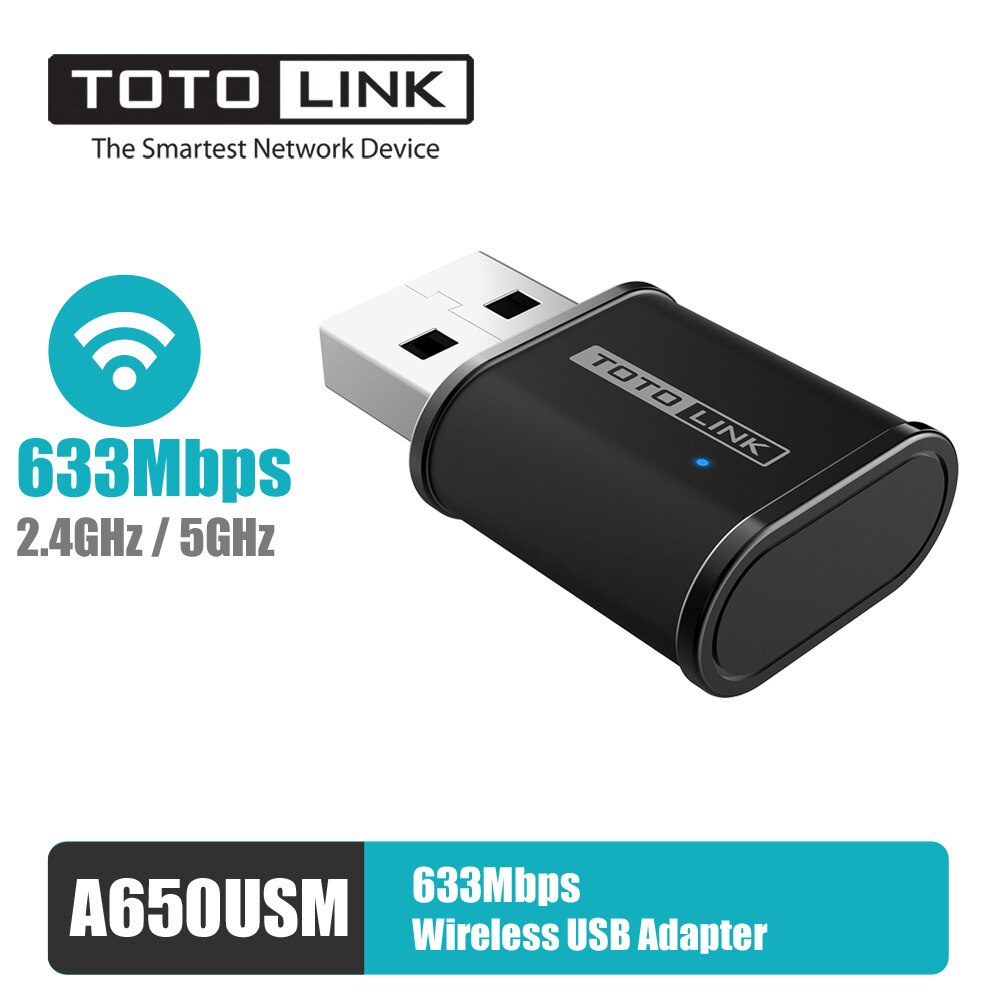 TOTO LINK
The Smartest Network Device
TOTO LINK
633Mbps
2.4GHz / 5GHz
A650USM
633Mbps
Wireless USB Adapter